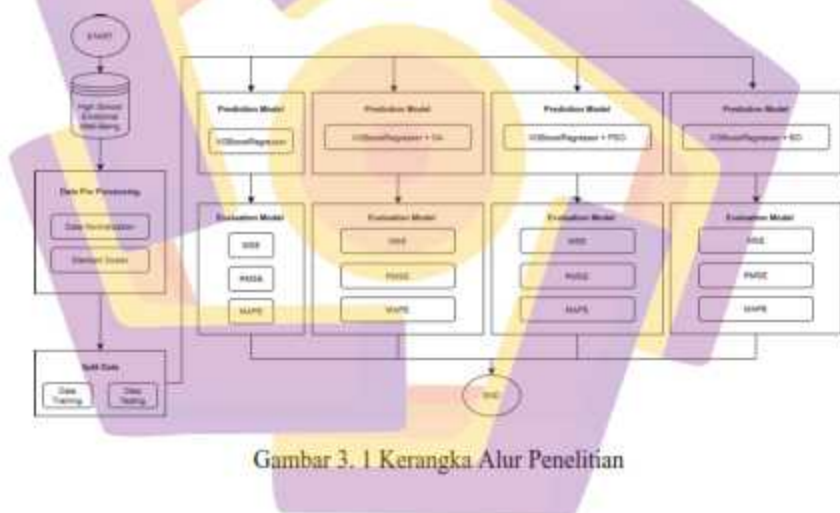 START
High School
Emotional
Well-Being
Data Pre Processing
Data Normalization
Standard Scaler
Split Data
Data
Training
Data
Testing
Prediction Model
XGBoostRegressor
Evaluation Model
MSE
RMSE
MAPE
Prediction Model
XGBoostRegressor + GA
Evaluation Model
MSE
RMSE
MAPE
Prediction Model
XGBoostRegressor + PSO
Evaluation Model
MSE
RMSE
MAPE
Prediction Model
XGBoostRegressor + BO
Evaluation Model
MSE
RMSE
MAPE
END
Gambar 3. 1 Kerangka Alur Penelitian